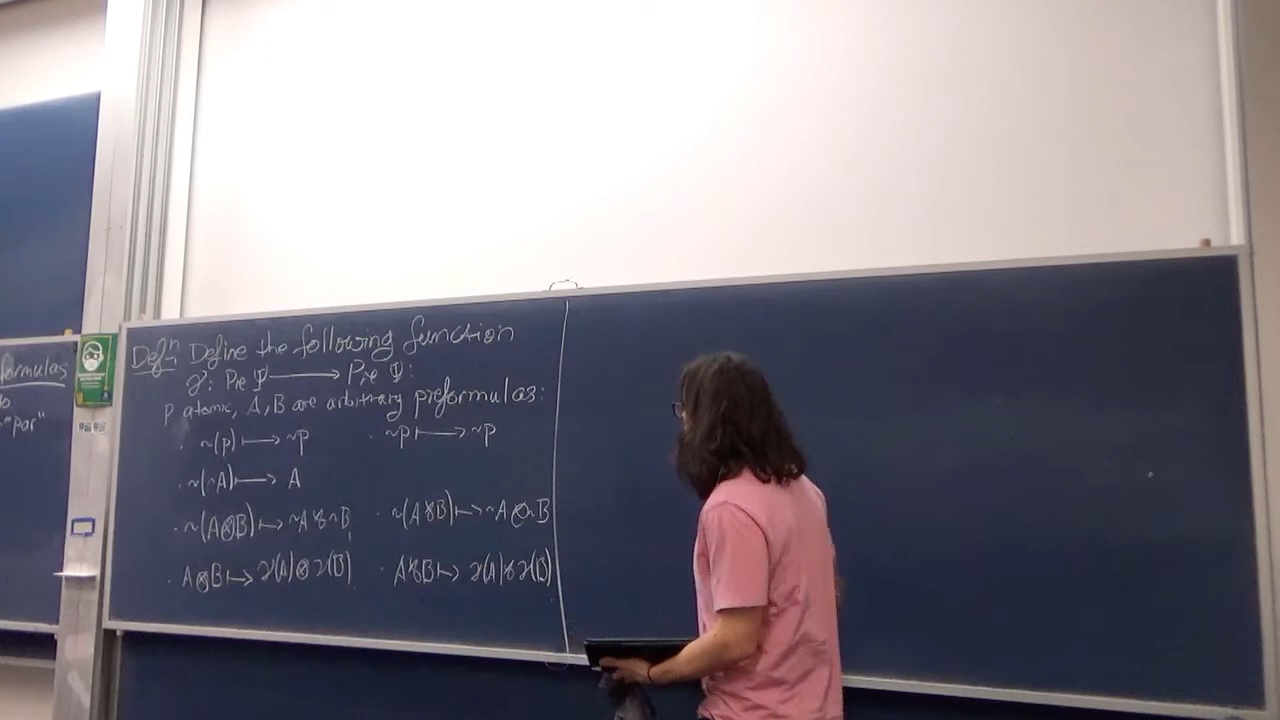 formulas
"Par"
Defⁿ Define the following function
γ: Pre Ψ ⟶ Pre Ψ:
P atomic, A, B are arbitrary preformulas:
· ~(p) ⟼ ~p · ~p ⟼ ~p
· ~(~A) ⟼ A
· ~(A⊗B) ⟼ ~A⅋~B · ~(A⅋B) ⟼ ~A⊗~B
· A⊗B ⟼ γ(A)⊗γ(B) · A⅋B ⟼ γ(A)⅋γ(B)